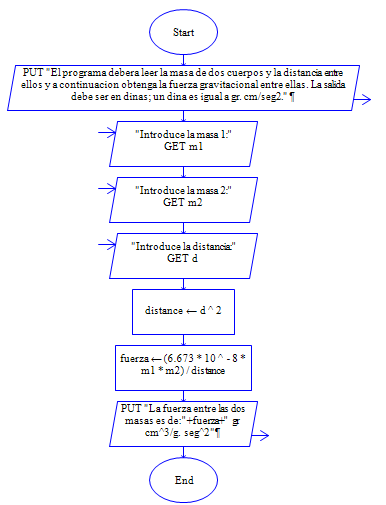 Start
PUT "El programa debera leer la masa de dos cuerpos y la distancia entre
ellos y a continuacion obtenga la fuerza gravitacional entre ellas. La salida
debe ser en dinas; un dina es igual a gr. cm/seg2." ¶
"Introduce la masa 1:"
GET m1
"Introduce la masa 2:"
GET m2
"Introduce la distancia:"
GET d
distance ← d ^ 2
fuerza ← (6.673 * 10 ^ - 8 *
m1 * m2) / distance
PUT "La fuerza entre las dos
masas es de:"+fuerza+" gr
cm^3/g. seg^2"¶
End